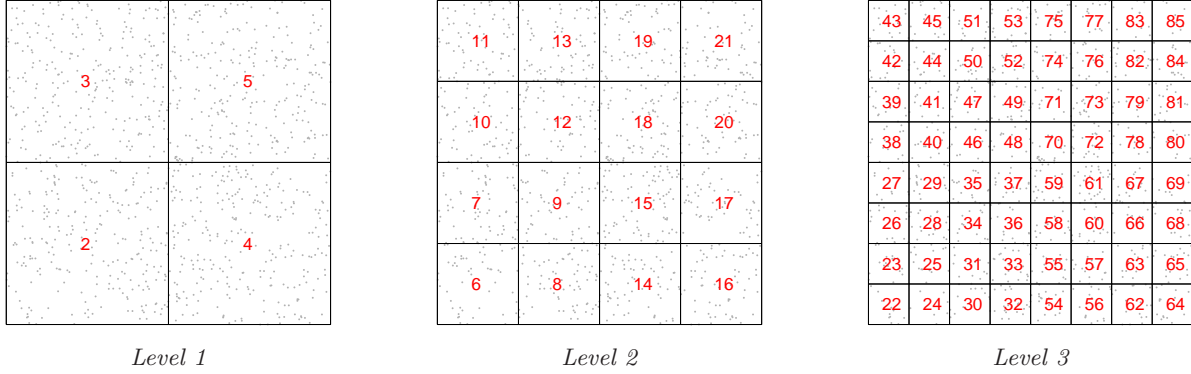 43 45 51 53 75 77 83 85
11 13 19 21
42 44 50 52 74 76 82 84
3 5
39 41 47 49 71 73 79 81
10 12 18 20
38 40 46 48 70 72 78 80
27 29 35 37 59 61 67 69
7 9 15 17
26 28 34 36 58 60 66 68
2 4
23 25 31 33 55 57 63 65
6 8 14 16
22 24 30 32 54 56 62 64
Level 1 Level 2 Level 3